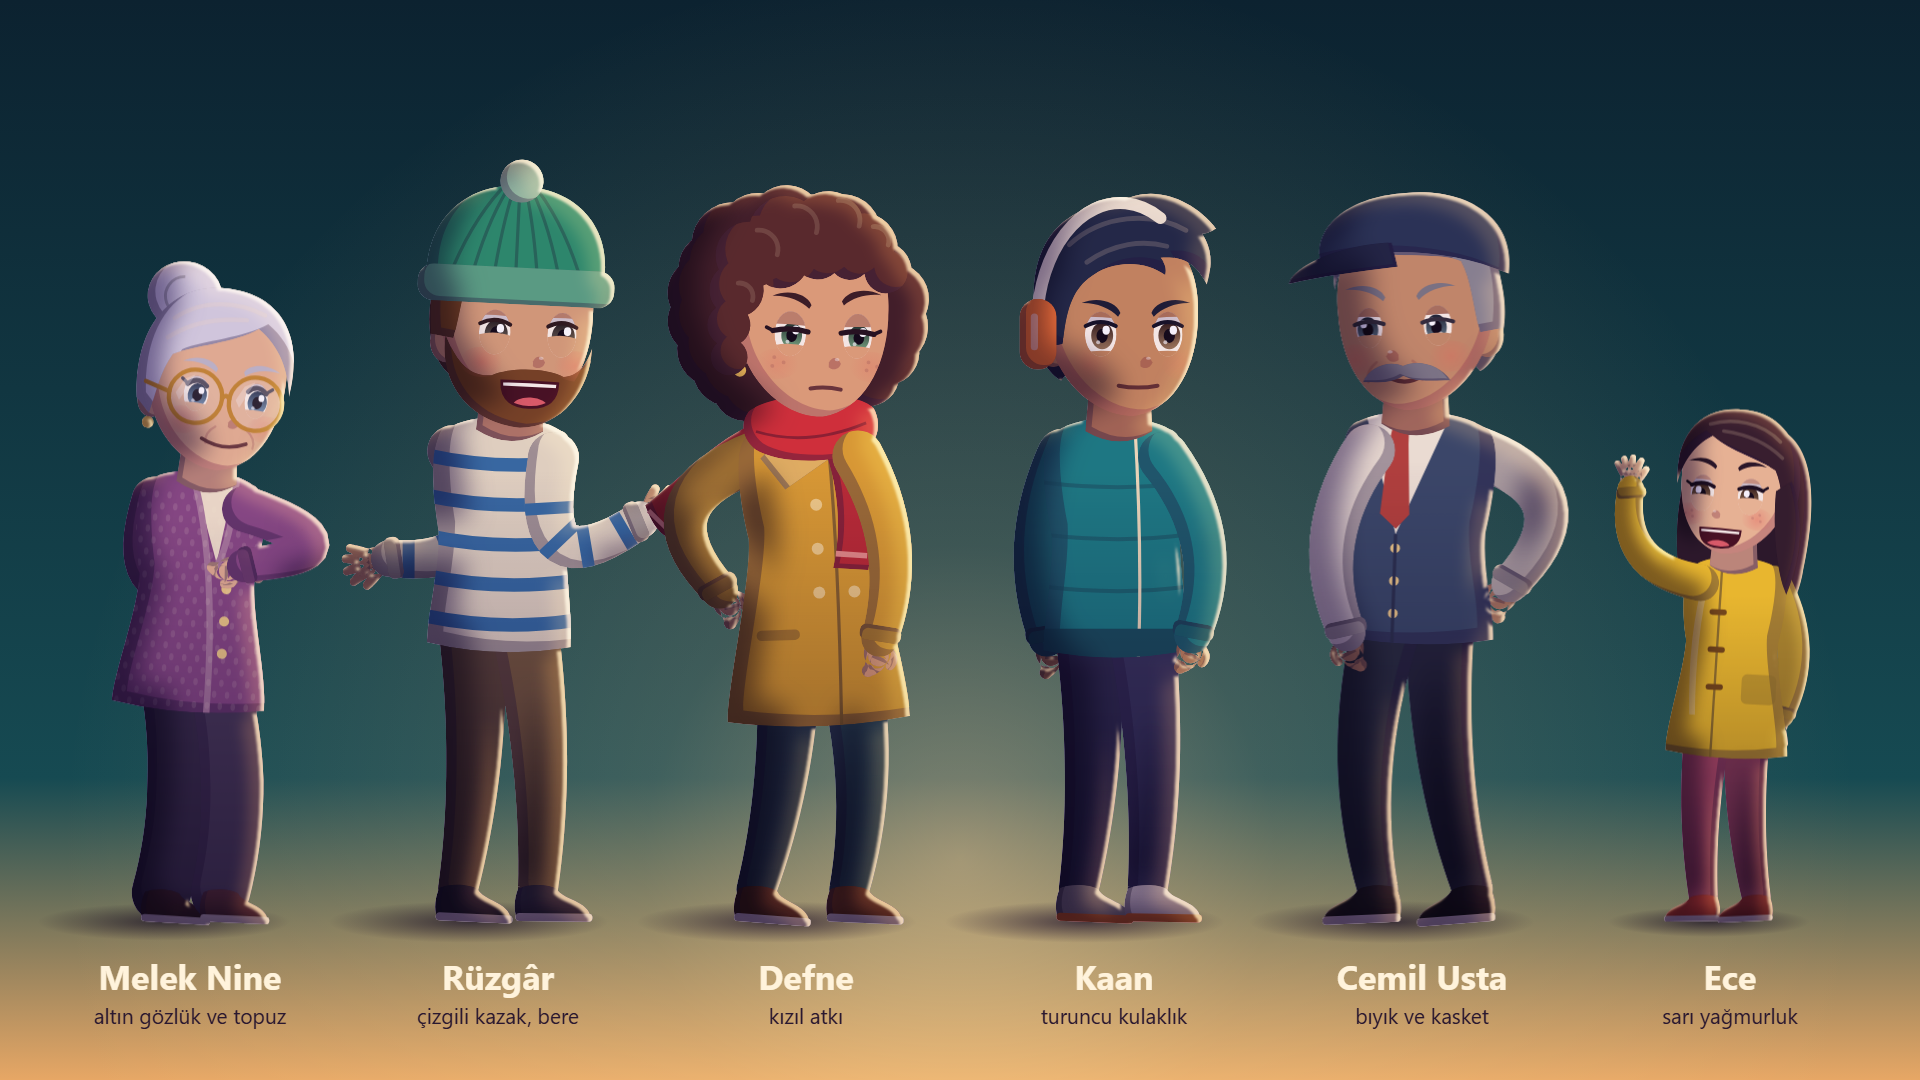 Melek Nine
altın gözlük ve topuz
Rüzgâr
çizgili kazak, bere
Defne
kızıl atkı
Kaan
turuncu kulaklık
Cemil Usta
bıyık ve kasket
Ece
sarı yağmurluk